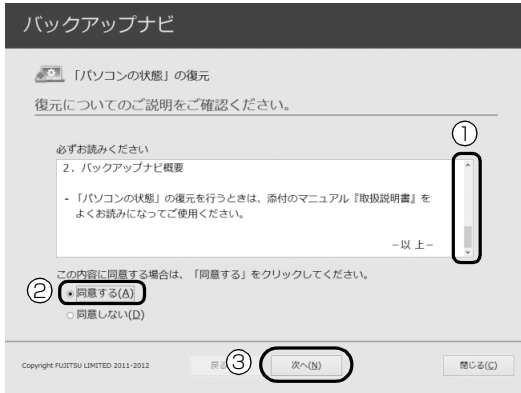 バックアップナビ
「パソコンの状態」の復元
復元についてのご説明をご確認ください。
①
必ずお読みください
2．バックアップナビ概要
- 「パソコンの状態」の復元を行うときは、添付のマニュアル『取扱説明書』を
よくお読みになってご使用ください。
－以 上－
この内容に同意する場合は、「同意する」をクリックしてください。
② 同意する(A)
同意しない(D)
Copyright FUJITSU LIMITED 2011-2012 戻 ③ 次へ(N) 閉じる(C)